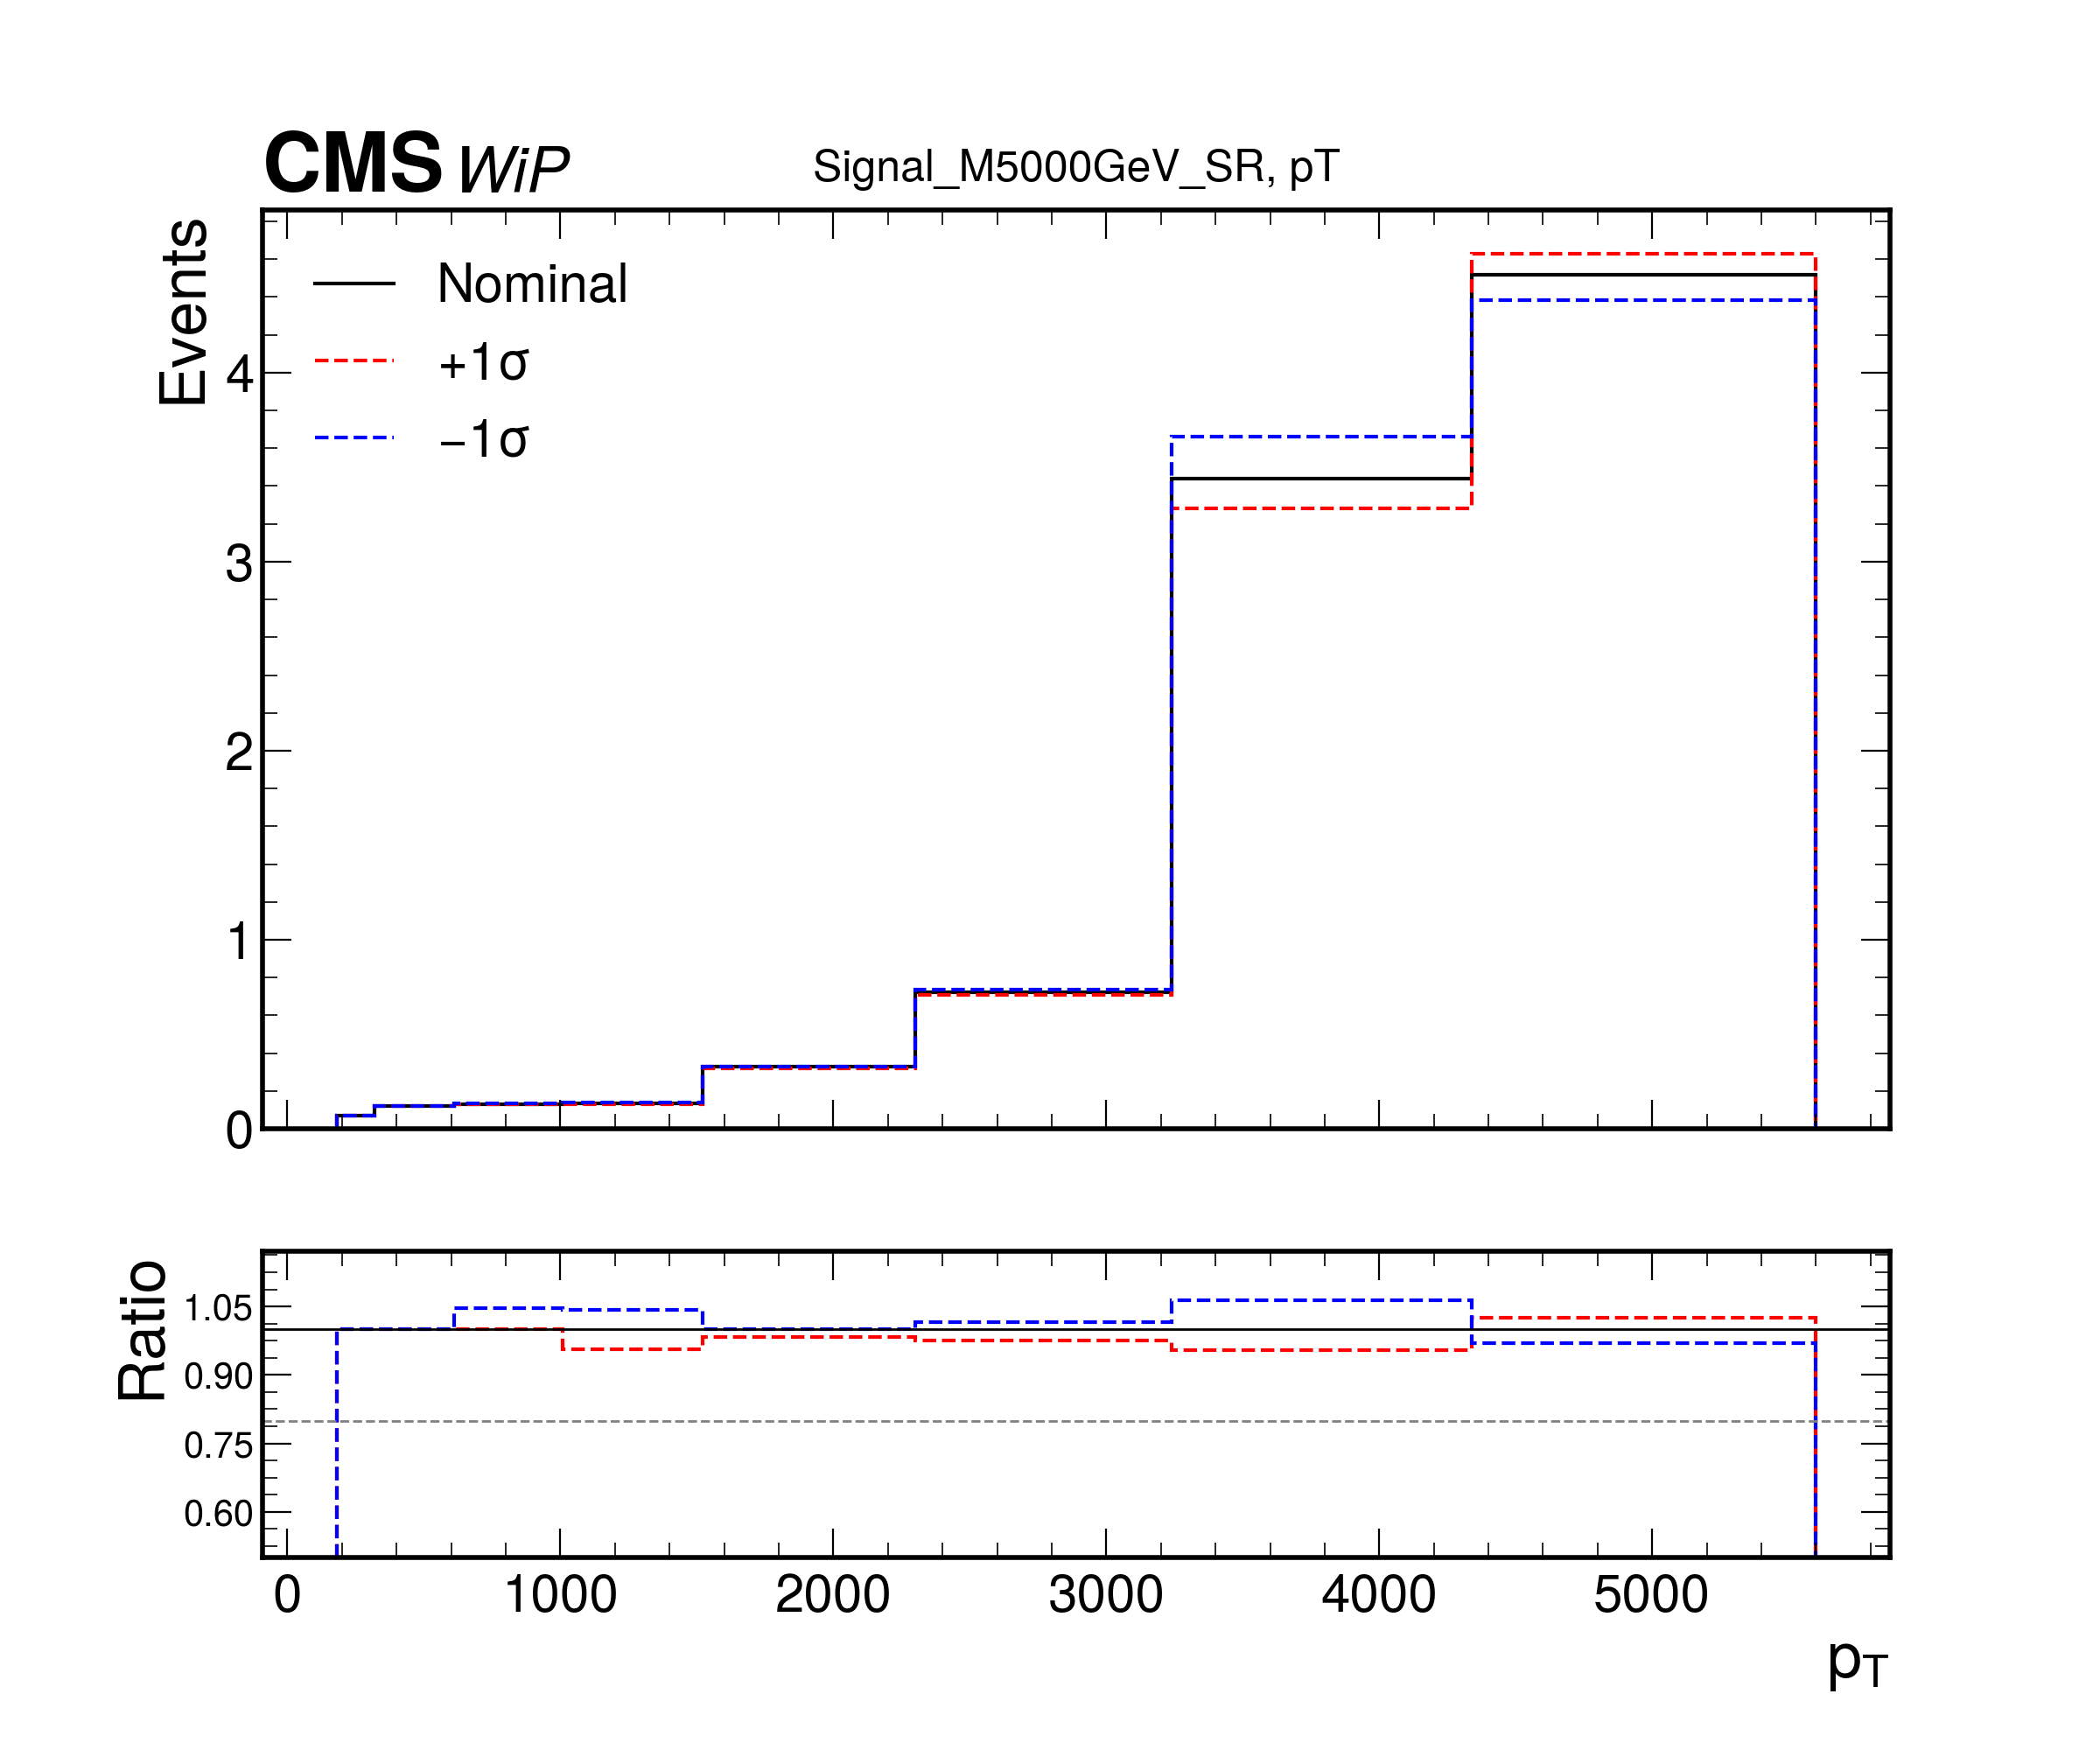 CMS WiP
Signal_M5000GeV_SR, pT
Events
Nominal
+1σ
−1σ
4
3
2
1
0
Ratio
1.05
0.90
0.75
0.60
0 1000 2000 3000 4000 5000
pT